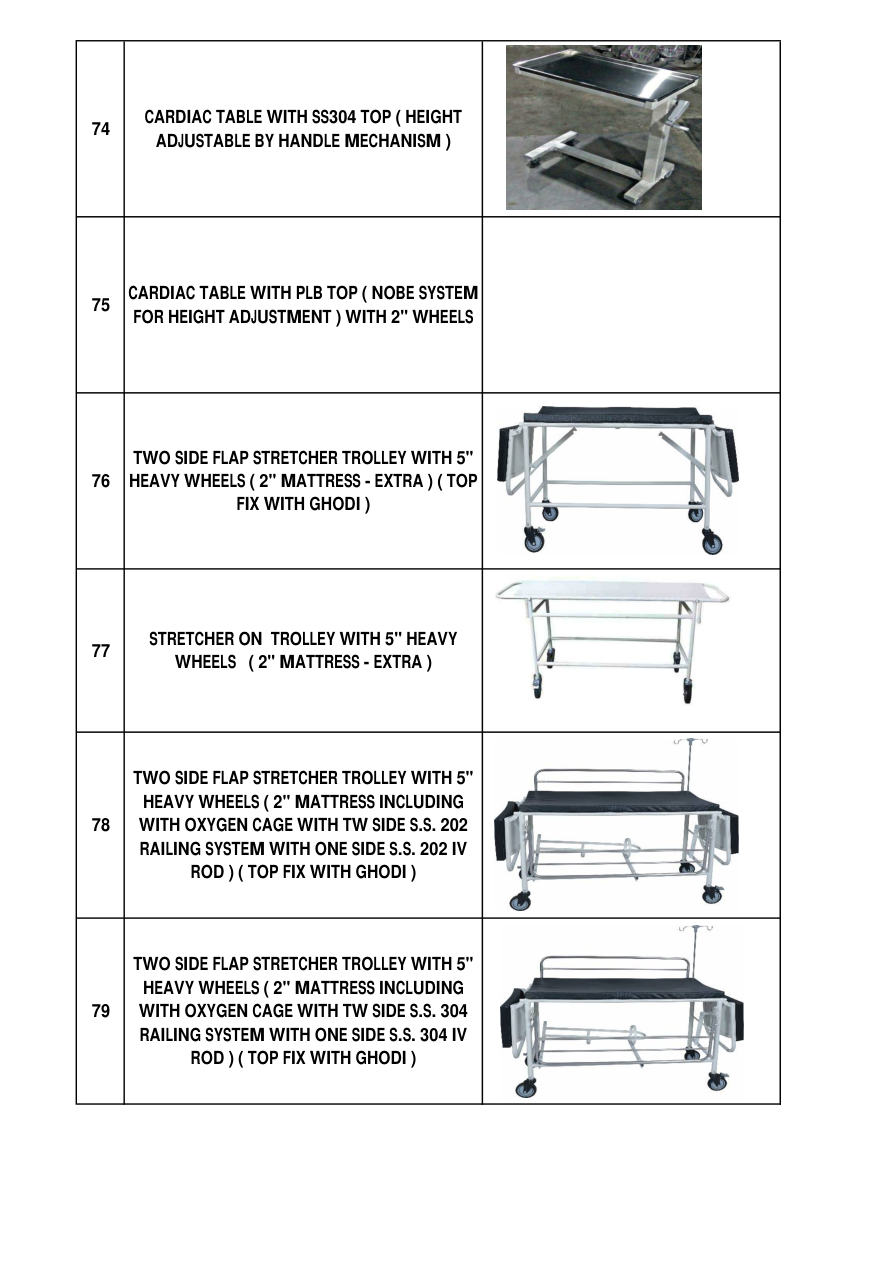 74
CARDIAC TABLE WITH SS304 TOP ( HEIGHT
ADJUSTABLE BY HANDLE MECHANISM )
75
CARDIAC TABLE WITH PLB TOP ( NOBE SYSTEM
FOR HEIGHT ADJUSTMENT ) WITH 2" WHEELS
76
TWO SIDE FLAP STRETCHER TROLLEY WITH 5"
HEAVY WHEELS ( 2" MATTRESS - EXTRA ) ( TOP
FIX WITH GHODI )
77
STRETCHER ON  TROLLEY WITH 5" HEAVY
WHEELS   ( 2" MATTRESS - EXTRA )
78
TWO SIDE FLAP STRETCHER TROLLEY WITH 5"
HEAVY WHEELS ( 2" MATTRESS INCLUDING
WITH OXYGEN CAGE WITH TW SIDE S.S. 202
RAILING SYSTEM WITH ONE SIDE S.S. 202 IV
ROD ) ( TOP FIX WITH GHODI )
79
TWO SIDE FLAP STRETCHER TROLLEY WITH 5"
HEAVY WHEELS ( 2" MATTRESS INCLUDING
WITH OXYGEN CAGE WITH TW SIDE S.S. 304
RAILING SYSTEM WITH ONE SIDE S.S. 304 IV
ROD ) ( TOP FIX WITH GHODI )